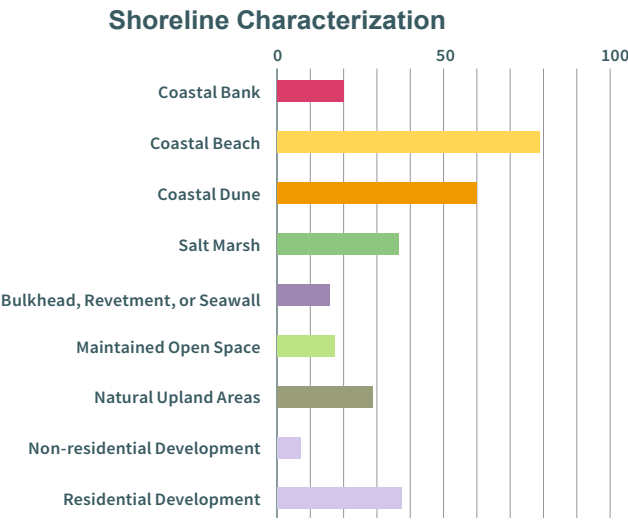 Shoreline Characterization
0 50 100
Coastal Bank
Coastal Beach
Coastal Dune
Salt Marsh
Bulkhead, Revetment, or Seawall
Maintained Open Space
Natural Upland Areas
Non-residential Development
Residential Development